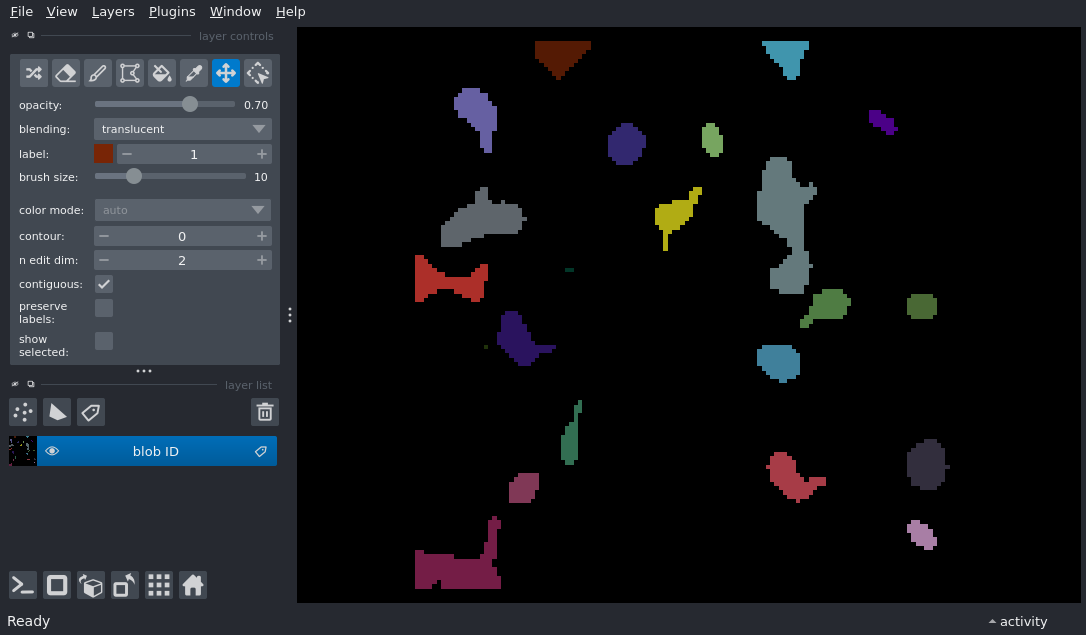 File View Layers Plugins Window Help
layer controls
opacity: 0.70
blending: translucent
label: 1
brush size: 10
color mode: auto
contour: 0
n edit dim: 2
contiguous:
preserve
labels:
show
selected:
layer list
blob ID
Ready
activity